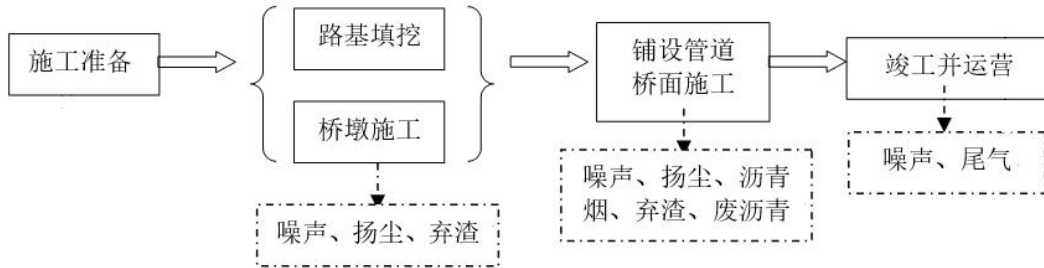 施工准备
路基填挖
桥墩施工
噪声、扬尘、弃渣
铺设管道
桥面施工
噪声、扬尘、沥青
烟、弃渣、废沥青
竣工并运营
噪声、尾气